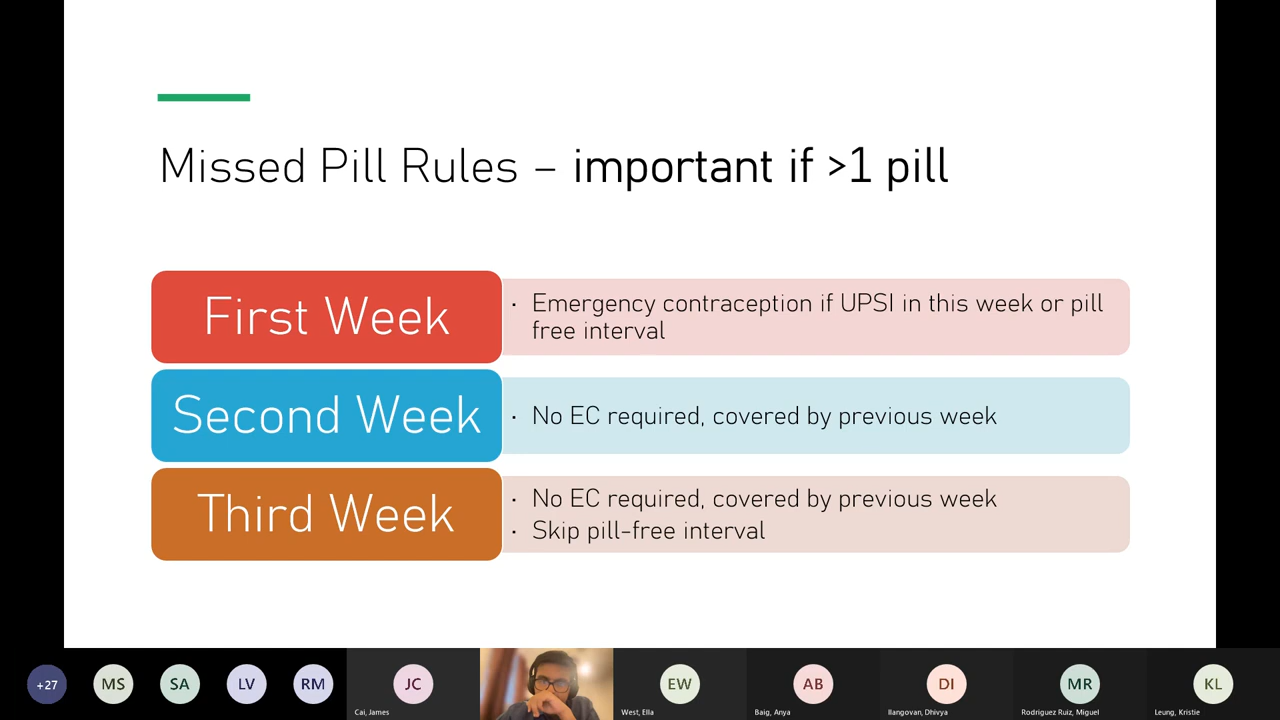 Missed Pill Rules – important if >1 pill
First Week
· Emergency contraception if UPSI in this week or pill
free interval
Second Week
· No EC required, covered by previous week
Third Week
· No EC required, covered by previous week
· Skip pill-free interval
+27
MS
SA
LV
RM
JC
Cai, James
EW
West, Ella
AB
Baig, Anya
DI
Ilangovan, Dhivya
MR
Rodriguez Ruiz, Miguel
KL
Leung, Kristie